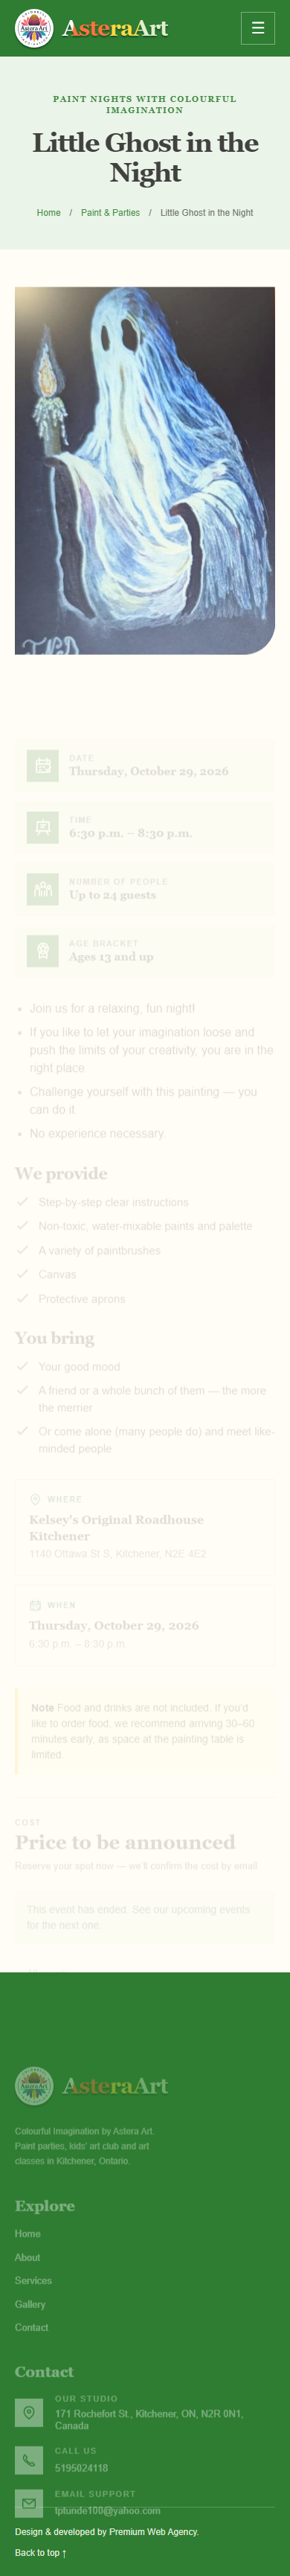 AsteraArt
PAINT NIGHTS WITH COLOURFUL
IMAGINATION
Little Ghost in the
Night
Home / Paint & Parties / Little Ghost in the Night
DATE
Thursday, October 29, 2026
TIME
6:30 p.m. – 8:30 p.m.
NUMBER OF PEOPLE
Up to 24 guests
AGE BRACKET
Ages 13 and up
Join us for a relaxing, fun night!
If you like to let your imagination loose and
push the limits of your creativity, you are in the
right place.
Challenge yourself with this painting — you
can do it.
No experience necessary.
We provide
Step-by-step clear instructions
Non-toxic, water-mixable paints and palette
A variety of paintbrushes
Canvas
Protective aprons
You bring
Your good mood
A friend or a whole bunch of them — the more
the merrier
Or come alone (many people do) and meet like-
minded people
WHERE
Kelsey's Original Roadhouse
Kitchener
1140 Ottawa St S, Kitchener, N2E 4E2
WHEN
Thursday, October 29, 2026
6:30 p.m. – 8:30 p.m.
Note Food and drinks are not included. If you'd
like to order food, we recommend arriving 30–60
minutes early, as space at the painting table is
limited.
COST
Price to be announced
Reserve your spot now — we'll confirm the cost by email
This event has ended. See our upcoming events
for the next one.
AsteraArt
Colourful Imagination by Astera Art.
Paint parties, kids' art club and art
classes in Kitchener, Ontario.
Explore
Home
About
Services
Gallery
Contact
Contact
OUR STUDIO
171 Rochefort St., Kitchener, ON, N2R 0N1,
Canada
CALL US
5195024118
EMAIL SUPPORT
tptunde100@yahoo.com
Design & developed by Premium Web Agency.
Back to top ↑